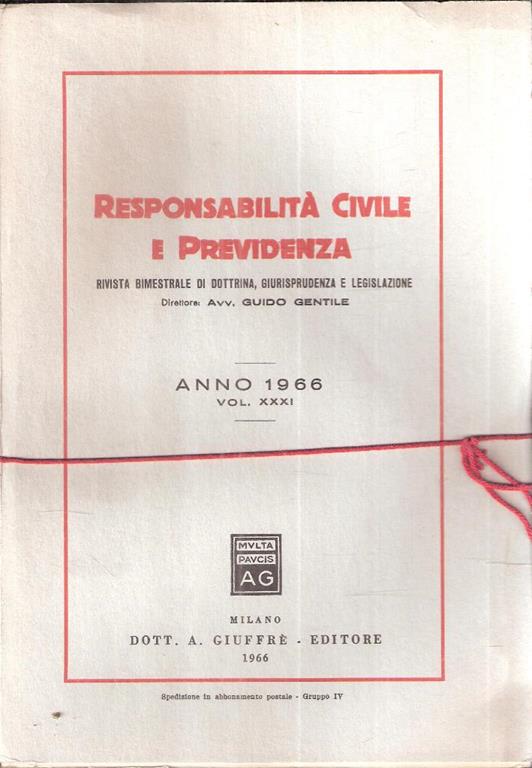 RESPONSABILITÀ CIVILE
E PREVIDENZA
RIVISTA BIMESTRALE DI DOTTRINA, GIURISPRUDENZA E LEGISLAZIONE
Direttore: Avv. GUIDO GENTILE
ANNO 1966
VOL. XXXI
MVLTA
PAVCIS
AG
MILANO
DOTT. A. GIUFFRÈ - EDITORE
1966
Spedizione in abbonamento postale - Gruppo IV